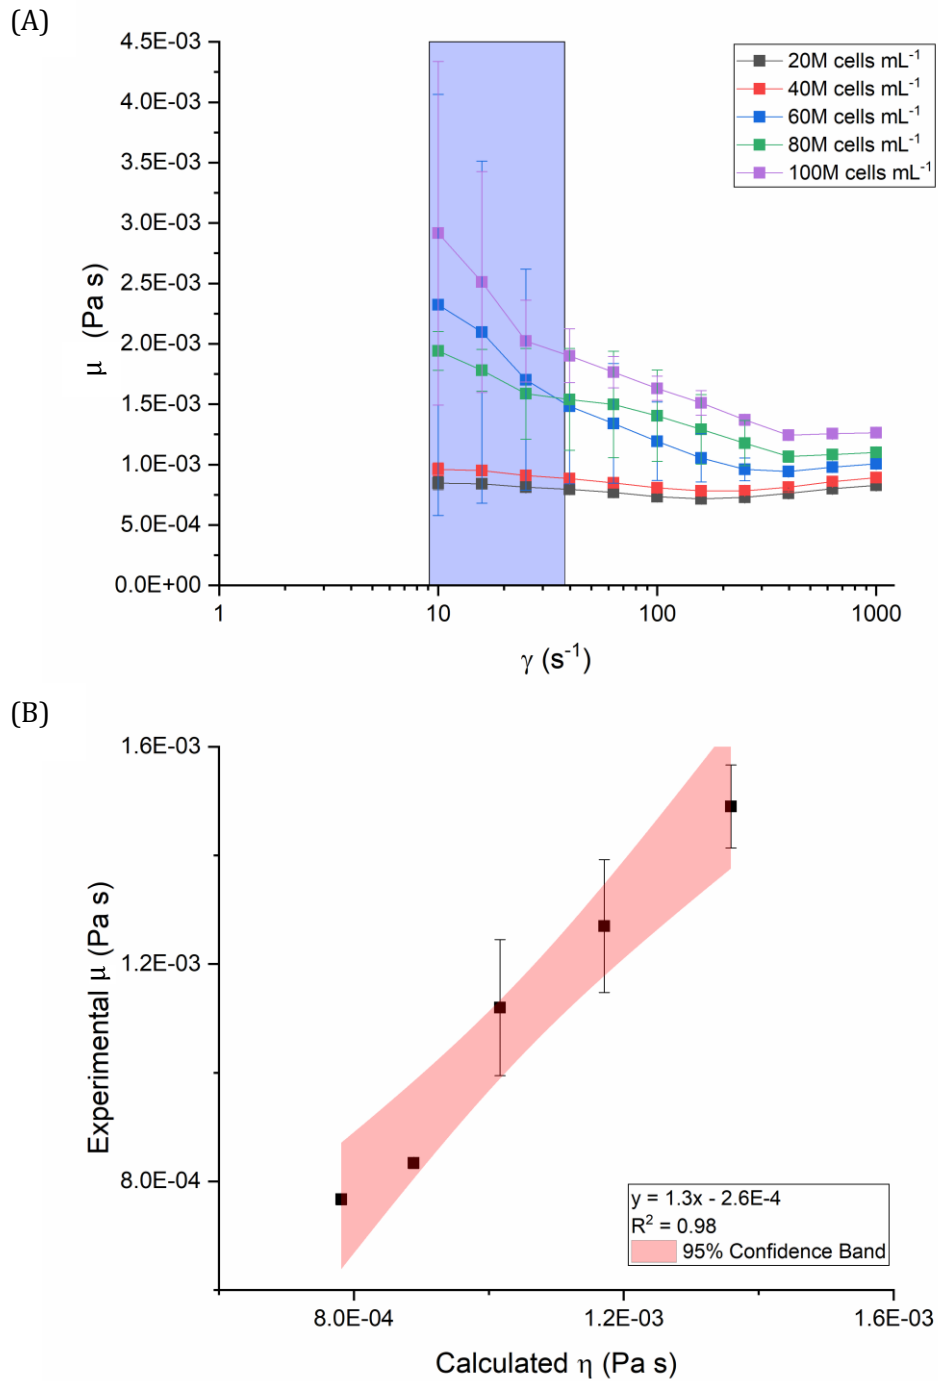 (A)
4.5E-03
4.0E-03
3.5E-03
3.0E-03
2.5E-03
2.0E-03
1.5E-03
1.0E-03
5.0E-04
0.0E+00
μ (Pa s)
20M cells mL⁻¹
40M cells mL⁻¹
60M cells mL⁻¹
80M cells mL⁻¹
100M cells mL⁻¹
1 10 100 1000
γ (s⁻¹)
(B)
1.6E-03
1.2E-03
8.0E-04
Experimental μ (Pa s)
y = 1.3x - 2.6E-4
R² = 0.98
95% Confidence Band
8.0E-04 1.2E-03 1.6E-03
Calculated η (Pa s)